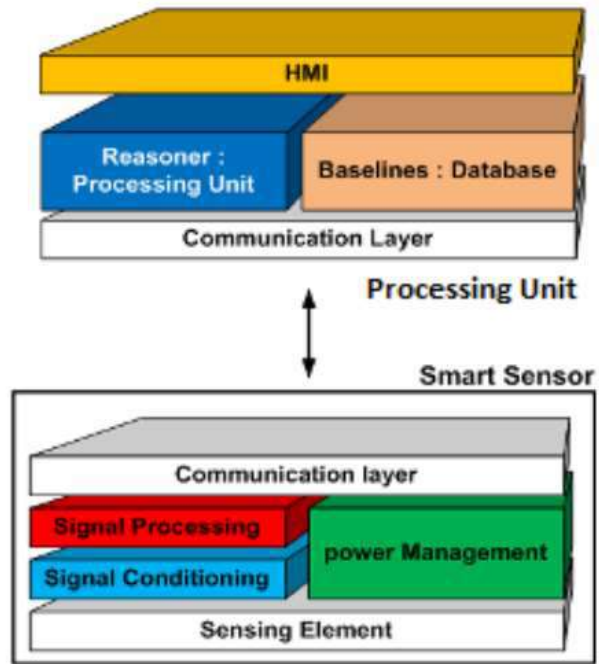 HMI
Reasoner :
Processing Unit
Baselines : Database
Communication Layer
Processing Unit
Smart Sensor
Communication layer
Signal Processing
power Management
Signal Conditioning
Sensing Element